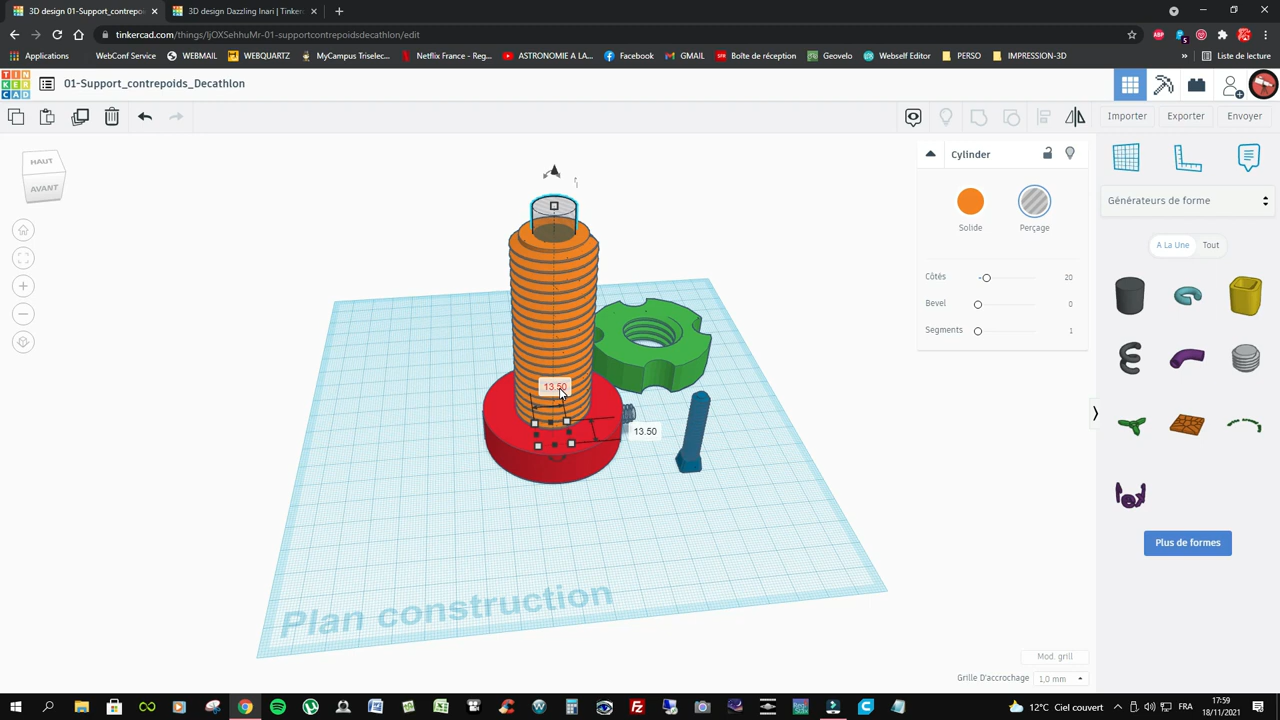 3D design 01-Support_contrepoid
3D design Dazzling Inari | Tinker
tinkercad.com/things/ljOXSehhuMr-01-supportcontrepoidsdecathlon/edit
Applications
WebConf Service
WEBMAIL
WEBQUARTZ
MyCampus Triselec...
Netflix France - Reg...
ASTRONOMIE A LA...
Facebook
GMAIL
Boîte de réception
Geovelo
Webself Editor
PERSO
IMPRESSION-3D
Liste de lecture
TIN
KER
CAD
01-Support_contrepoids_Decathlon
Importer
Exporter
Envoyer
HAUT
AVANT
Cylinder
Solide
Perçage
Côtés
20
Bevel
0
Segments
1
Générateurs de forme
A La Une
Tout
Plus de formes
13.50
13.50
Plan construction
Mod. grill
Grille D'accrochage
1,0 mm
12°C Ciel couvert
FRA
17:59
18/11/2021